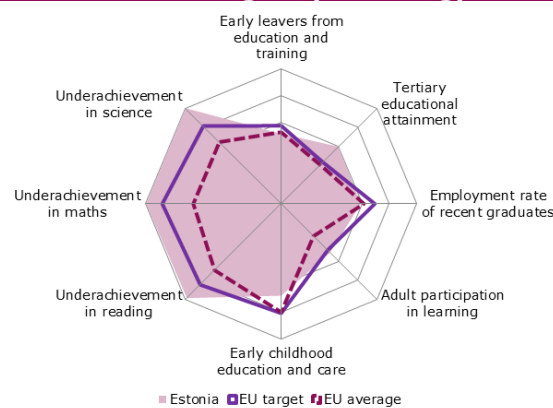 Early leavers from
education and
training
Tertiary
educational
attainment
Employment rate
of recent graduates
Adult participation
in learning
Early childhood
education and care
Underachievement
in reading
Underachievement
in maths
Underachievement
in science
Estonia EU target EU average